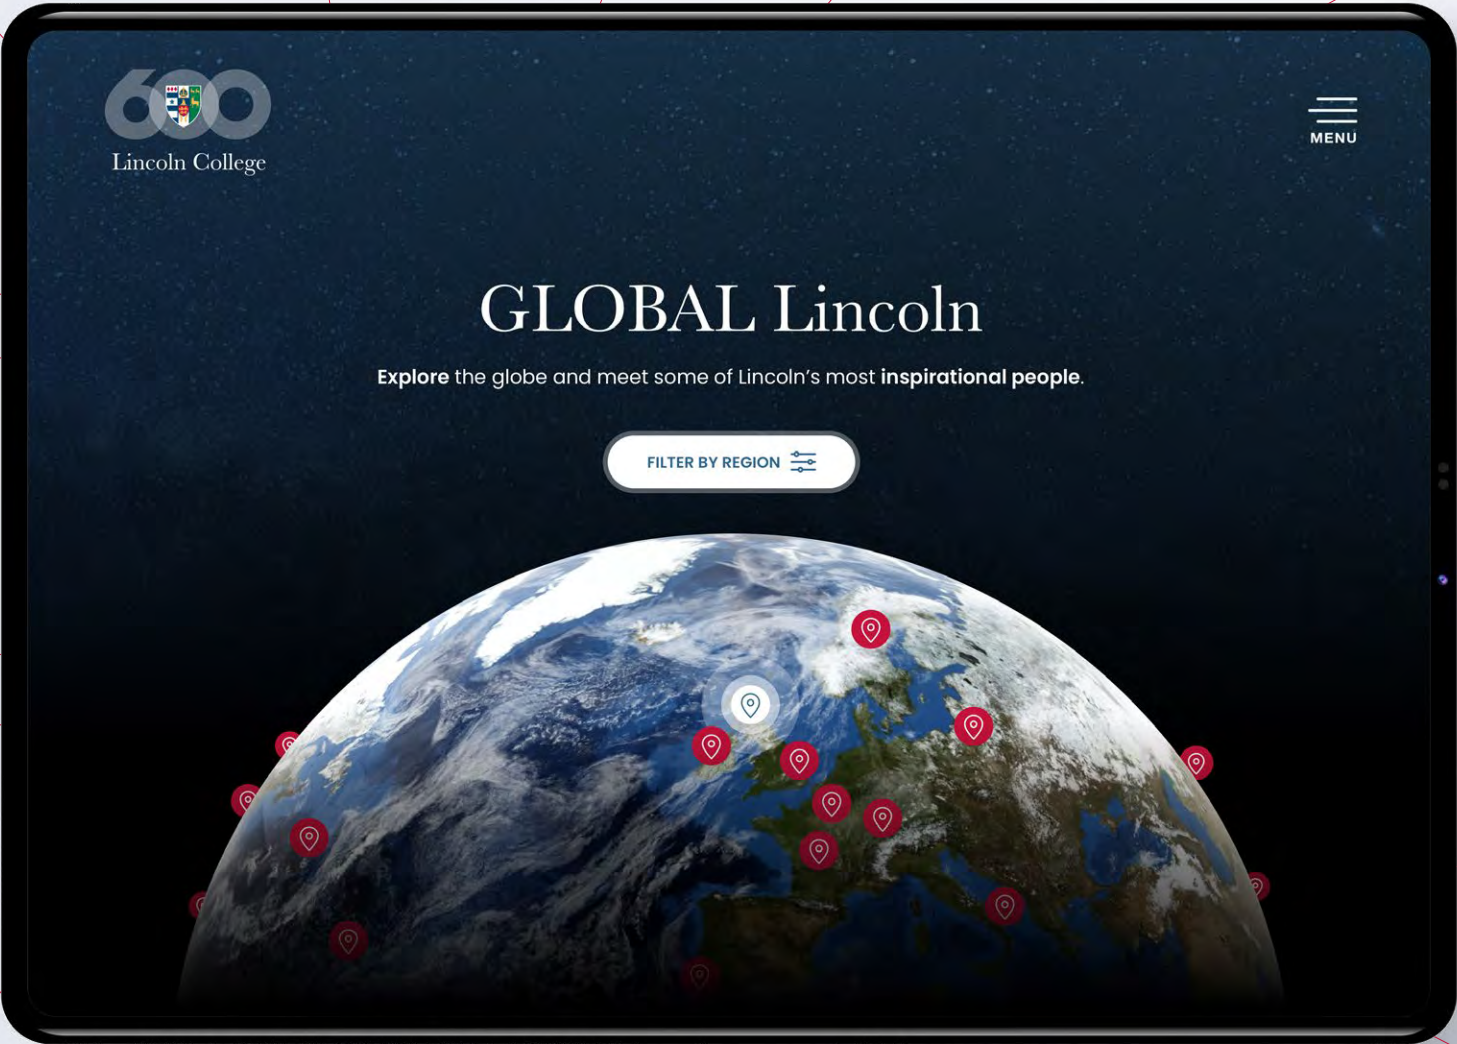 600
Lincoln College
MENU
GLOBAL Lincoln
Explore the globe and meet some of Lincoln's most inspirational people.
FILTER BY REGION